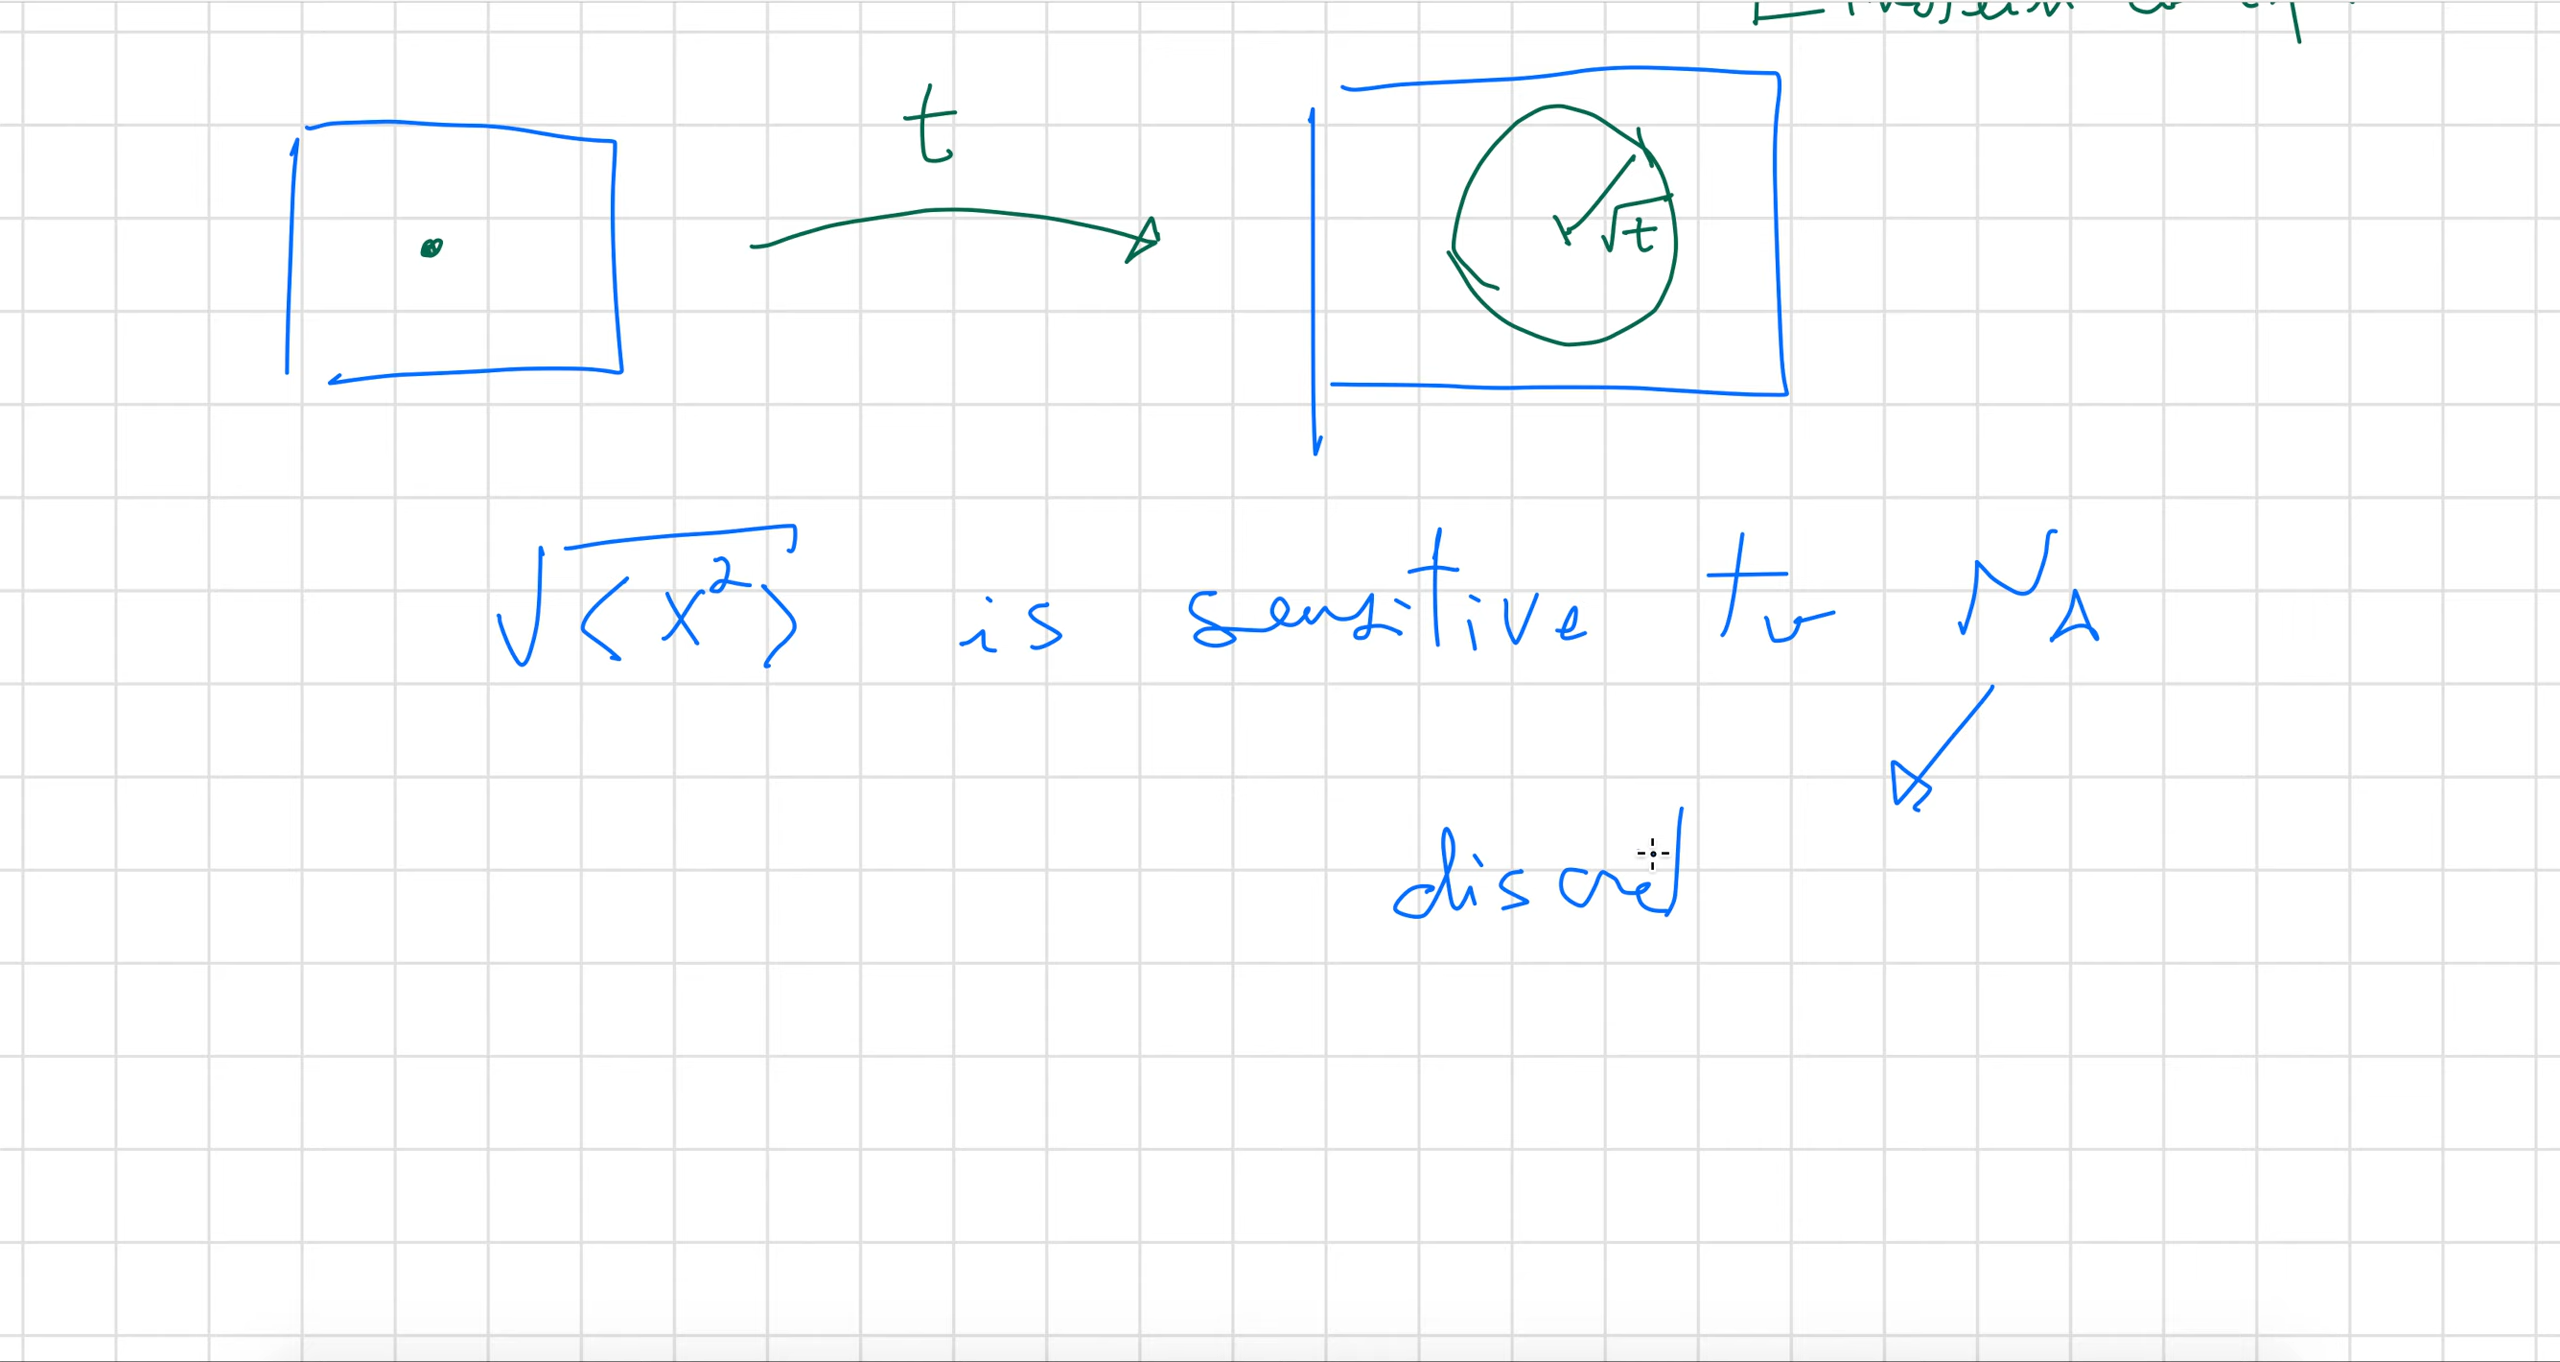 t
√t
√⟨x²⟩ is sensitive to N_A
discre